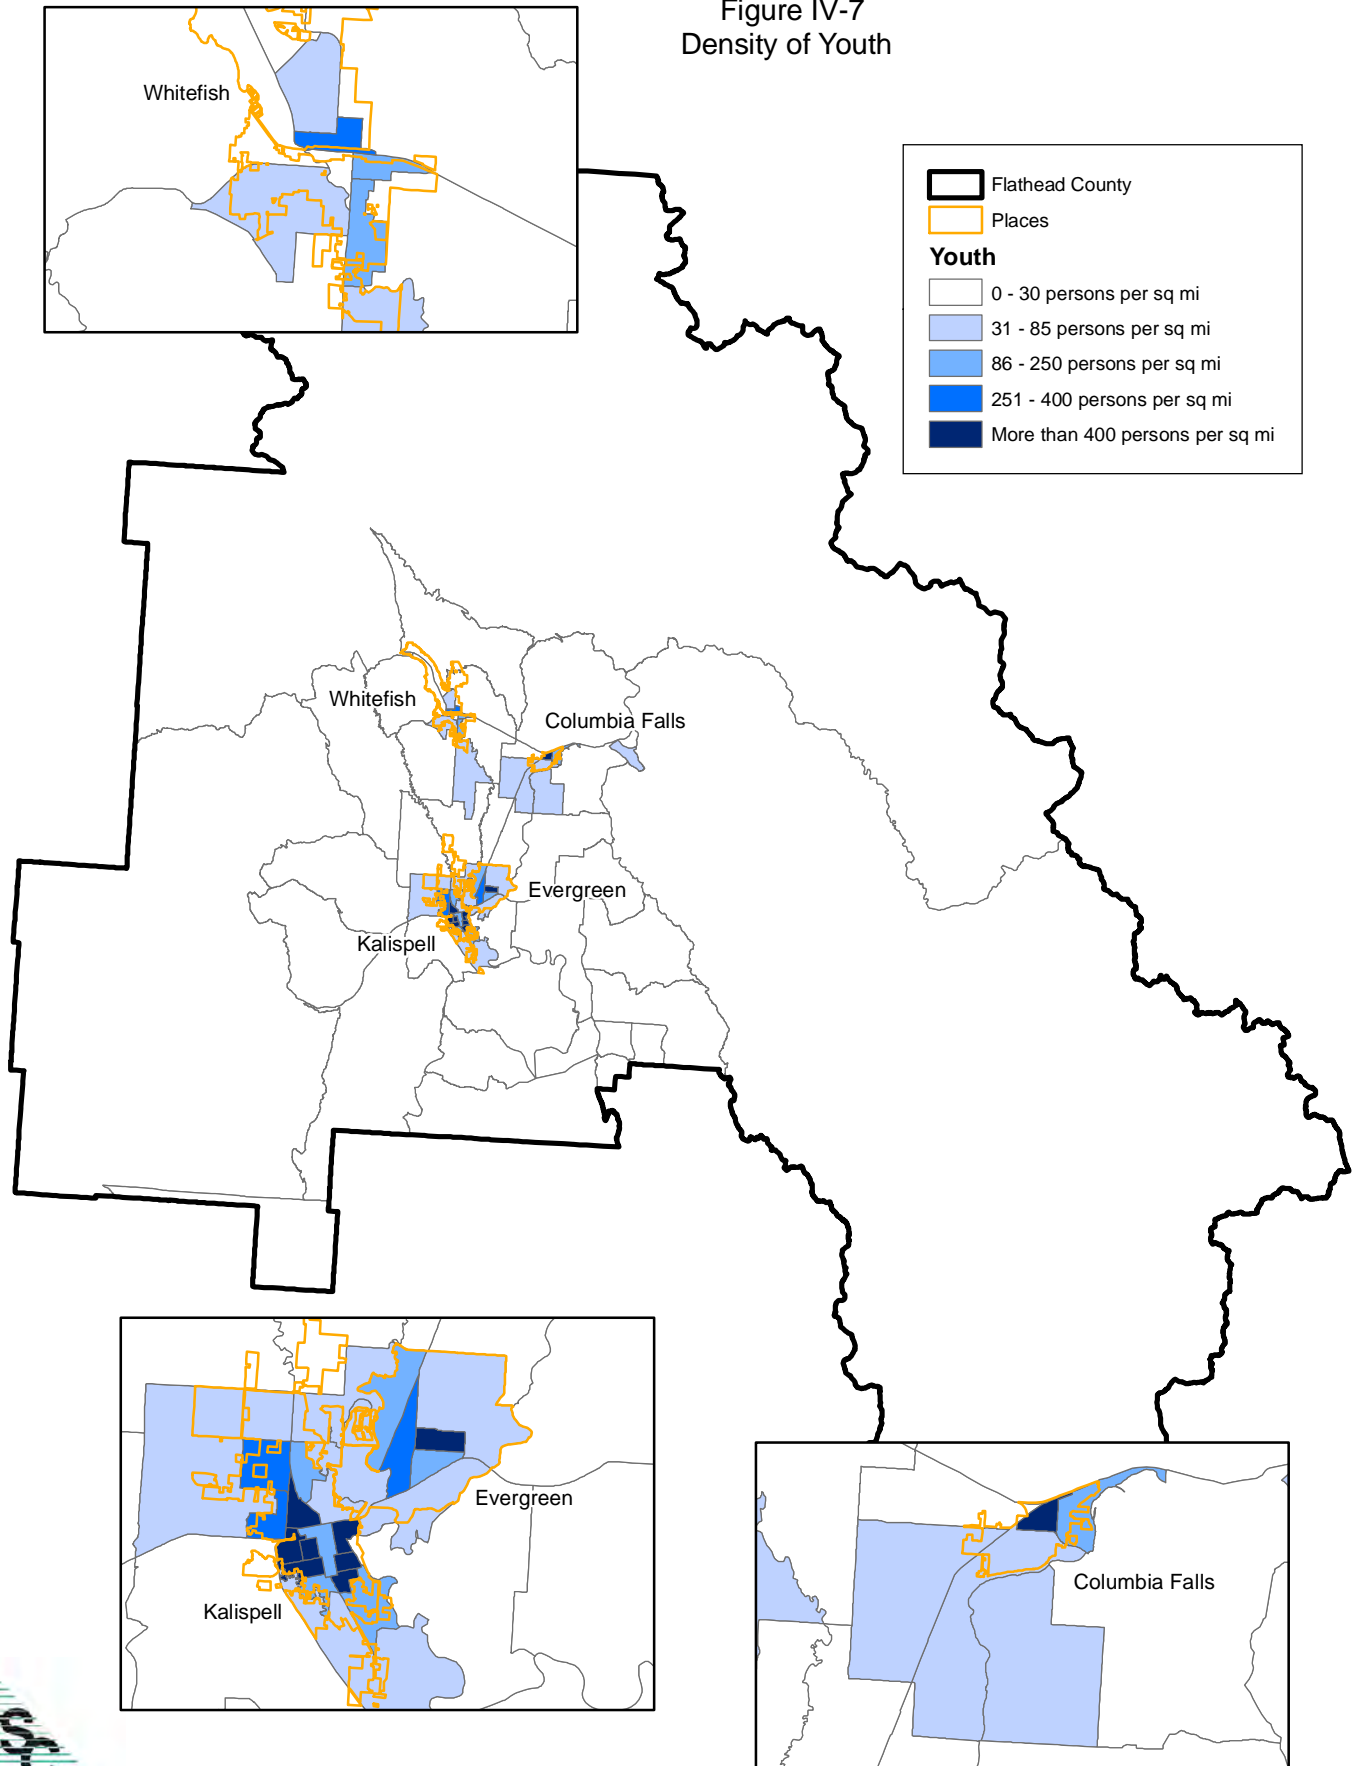 Figure IV-7
Density of Youth
Whitefish
Flathead County
Places
Youth
0 - 30 persons per sq mi
31 - 85 persons per sq mi
86 - 250 persons per sq mi
251 - 400 persons per sq mi
More than 400 persons per sq mi
Whitefish
Columbia Falls
Evergreen
Kalispell
Evergreen
Kalispell
Columbia Falls